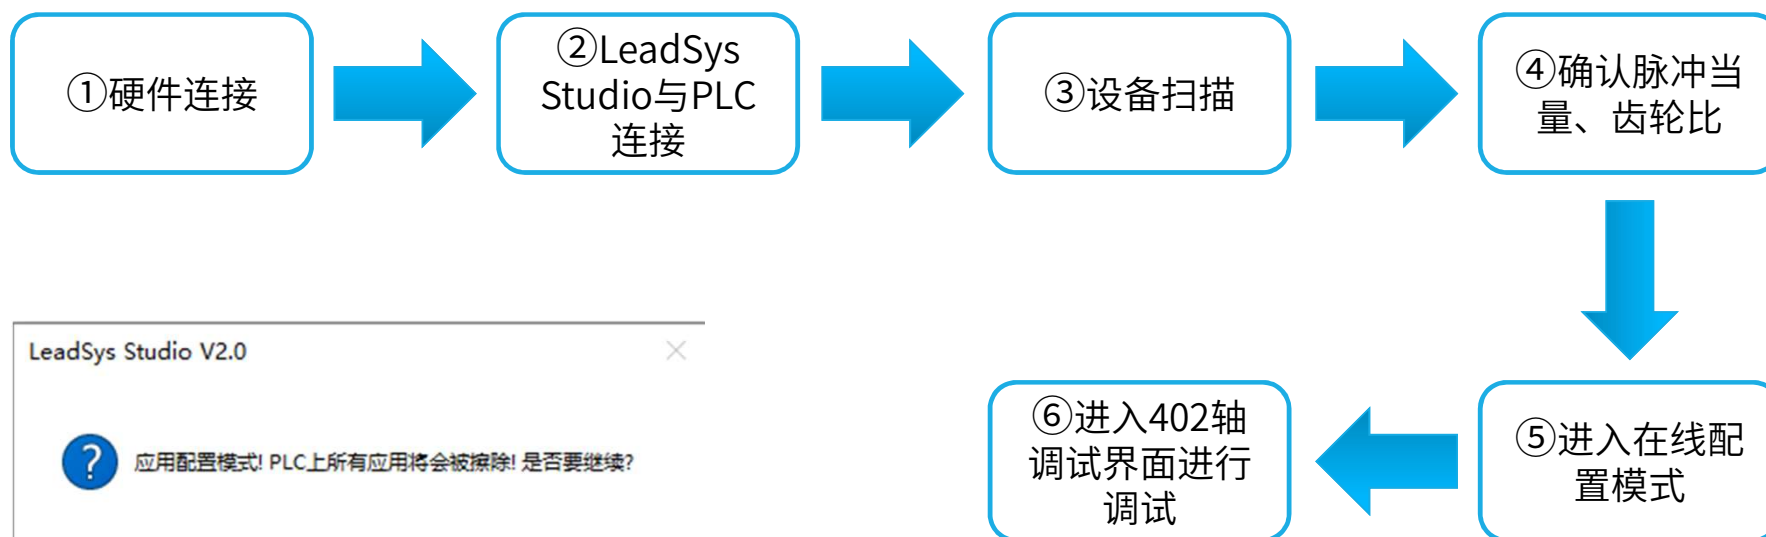 ①硬件连接
②LeadSys
Studio与PLC
连接
③设备扫描
④确认脉冲当
量、齿轮比
LeadSys Studio V2.0
应用配置模式! PLC上所有应用将会被擦除! 是否要继续?
⑥进入402轴
调试界面进行
调试
⑤进入在线配
置模式